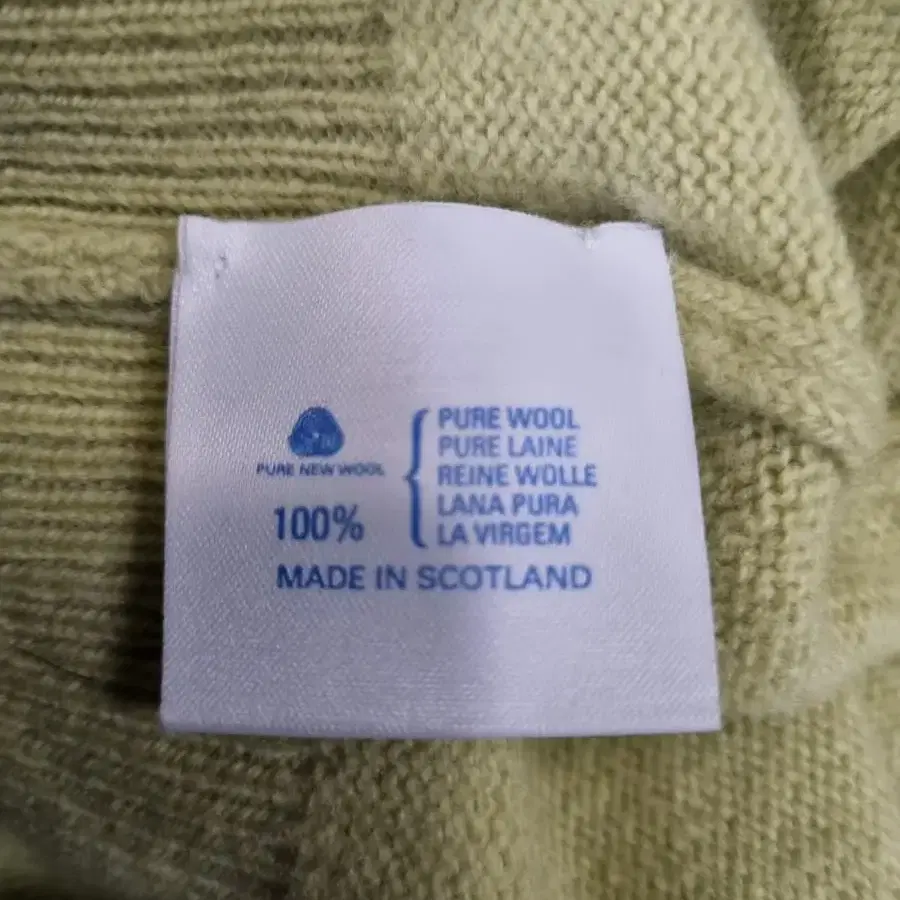 PURE NEW WOOL
100%
PURE WOOL
PURE LAINE
REINE WOLLE
LANA PURA
LA VIRGEM
MADE IN SCOTLAND